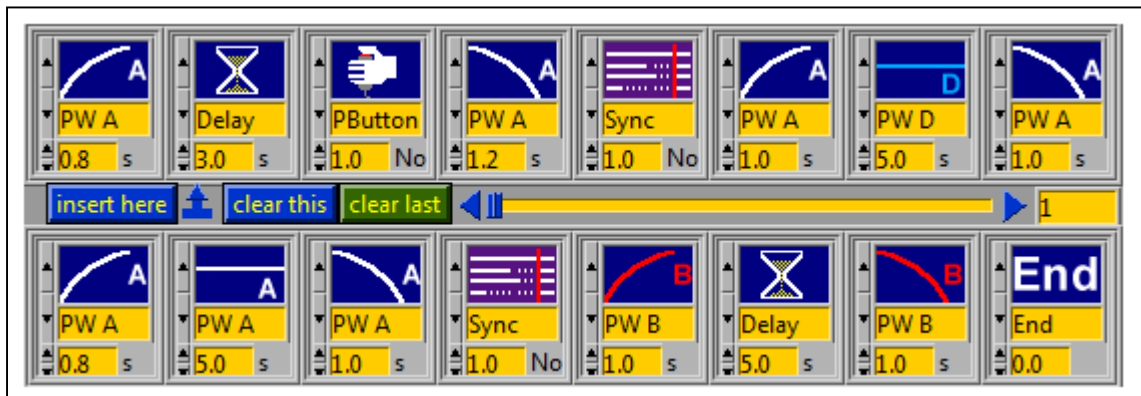 A A A A D A
PW A Delay PButton PW A Sync PW A PW D PW A
0.8 s 3.0 s 1.0 No 1.2 s 1.0 No 1.0 s 5.0 s 1.0 s
insert here clear this clear last 1
A A A B B End
PW A PW A PW A Sync PW B Delay PW B End
0.8 s 5.0 s 1.0 s 1.0 No 1.0 s 5.0 s 1.0 s 0.0